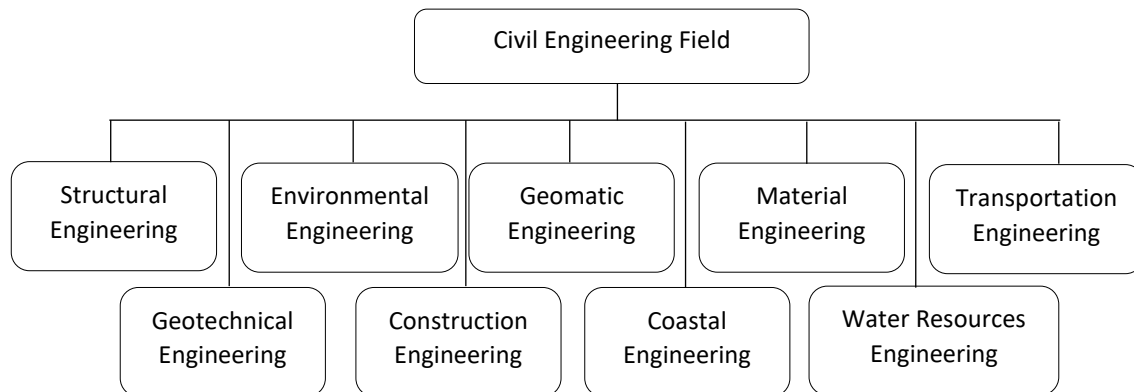 Civil Engineering Field
Structural
Engineering
Environmental
Engineering
Geomatic
Engineering
Material
Engineering
Transportation
Engineering
Geotechnical
Engineering
Construction
Engineering
Coastal
Engineering
Water Resources
Engineering